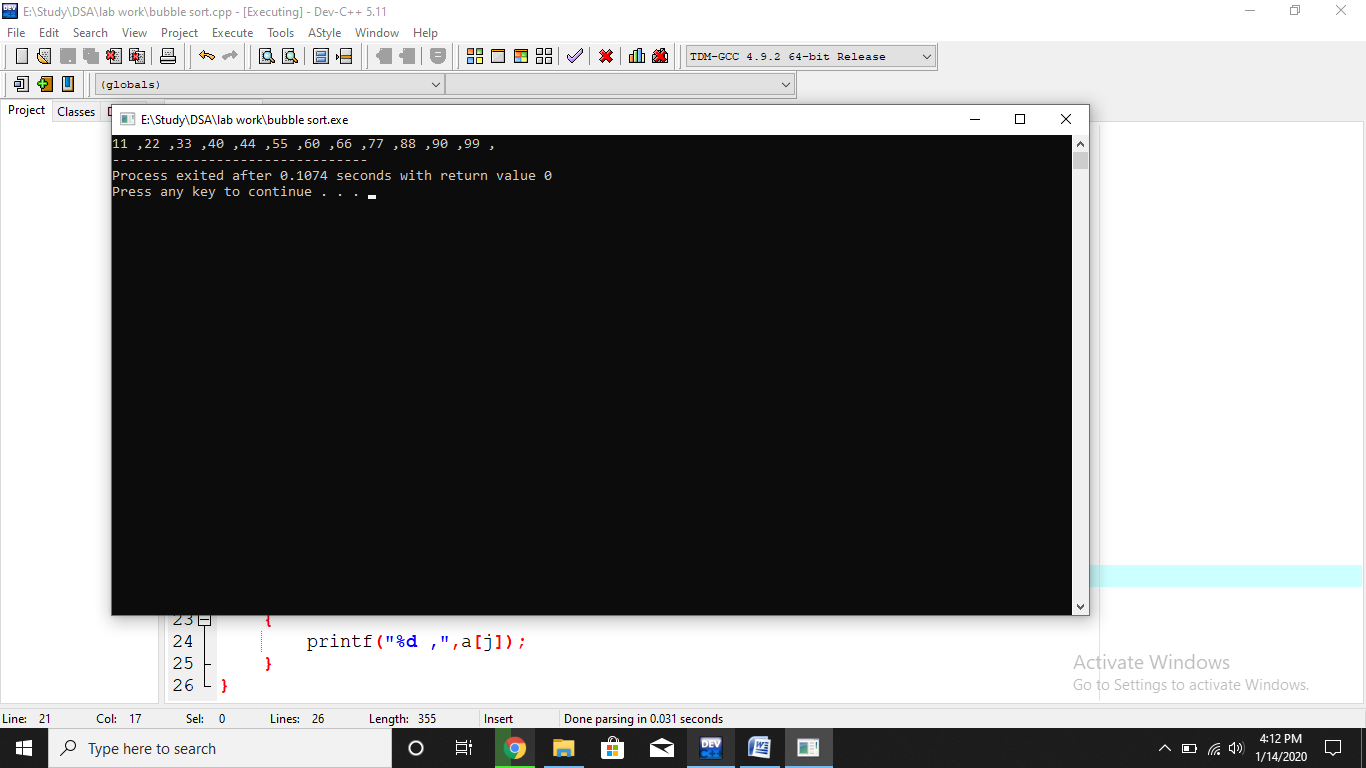 E:\Study\DSA\lab work\bubble sort.cpp - [Executing] - Dev-C++ 5.11
File Edit Search View Project Execute Tools AStyle Window Help
TDM-GCC 4.9.2 64-bit Release
(globals)
Project Classes
E:\Study\DSA\lab work\bubble sort.exe
11 ,22 ,33 ,40 ,44 ,55 ,60 ,66 ,77 ,88 ,90 ,99 ,
--------------------------------
Process exited after 0.1074 seconds with return value 0
Press any key to continue . . .
23 {
24 printf("%d ,",a[j]);
25 }
26 }
Activate Windows
Go to Settings to activate Windows.
Line: 21 Col: 17 Sel: 0 Lines: 26 Length: 355 Insert Done parsing in 0.031 seconds
Type here to search
DEV
W
4:12 PM
1/14/2020